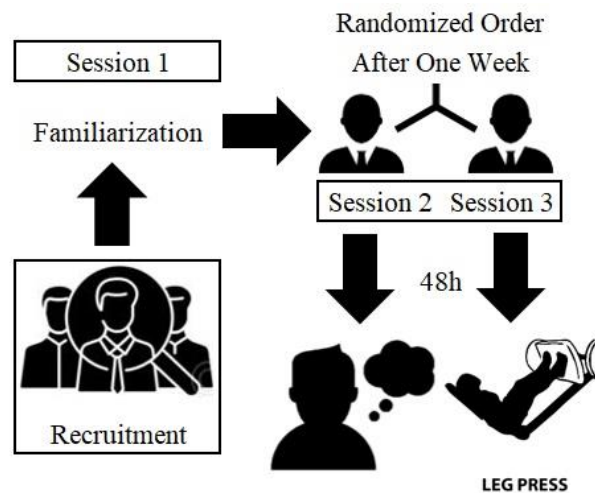 Session 1
Familiarization
Recruitment
Randomized Order
After One Week
Session 2 Session 3
48h
LEG PRESS